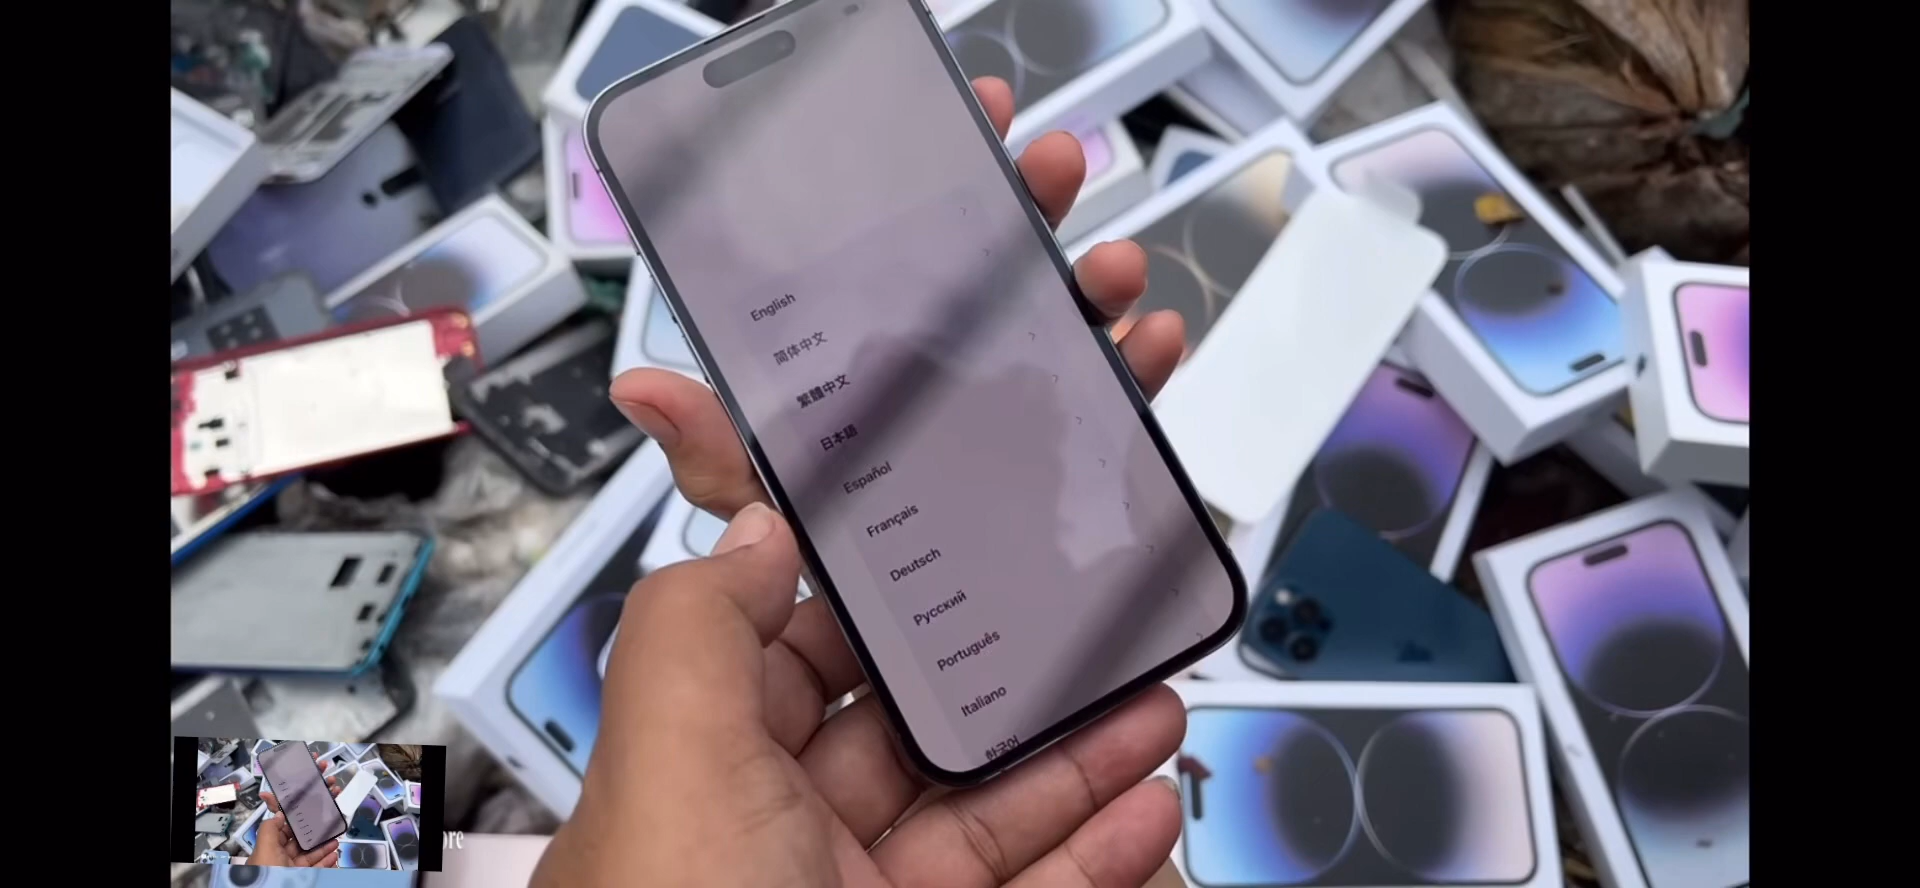 English
简体中文
繁體中文
日本語
Español
Français
Deutsch
Русский
Português
Italiano
한국어
ore